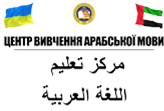 ЦЕНТР ВИВЧЕННЯ АРАБСЬКОЇ МОВИ
مركز تعليم
اللغة العربية